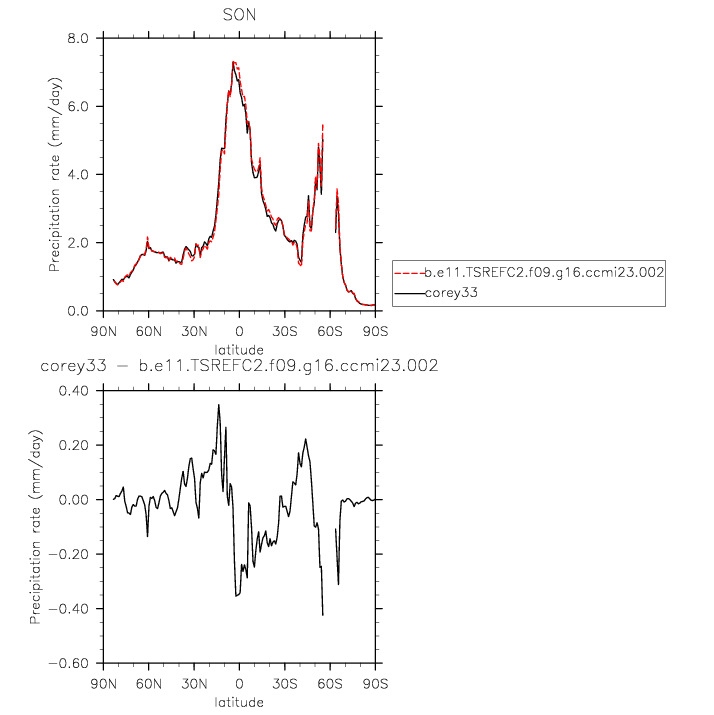 SON
8.0
6.0
4.0
2.0
0.0
Precipitation rate (mm/day)
90N 60N 30N 0 30S 60S 90S
latitude
b.e11.TSREFC2.f09.g16.ccmi23.002
corey33
corey33 − b.e11.TSREFC2.f09.g16.ccmi23.002
0.40
0.20
0.00
−0.20
−0.40
−0.60
Precipitation rate (mm/day)
90N 60N 30N 0 30S 60S 90S
latitude